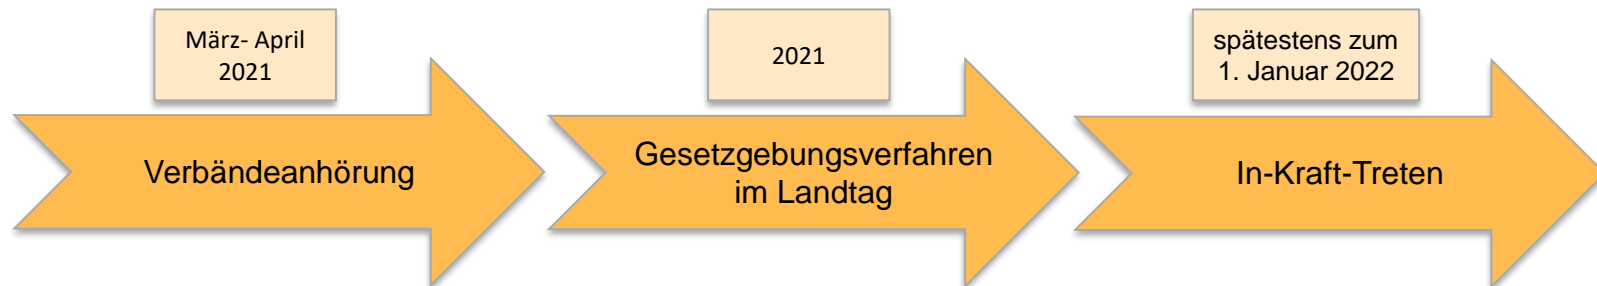 März- April
2021
Verbändeanhörung
2021
Gesetzgebungsverfahren
im Landtag
spätestens zum
1. Januar 2022
In-Kraft-Treten